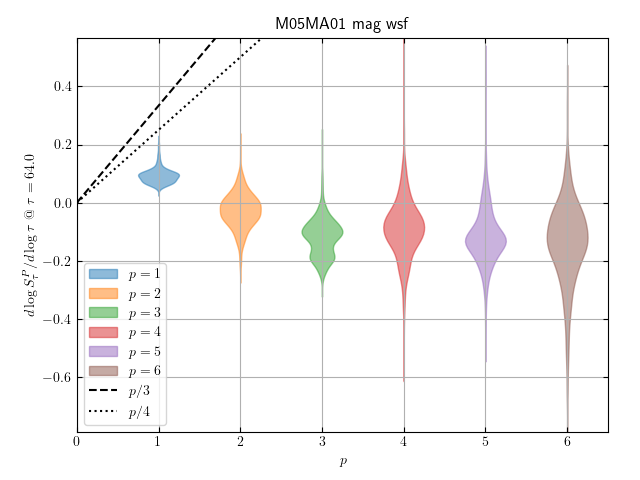 M05MA01 mag wsf
d log S_τ^P / d log τ @ τ = 64.0
0.4
0.2
0.0
−0.2
−0.4
−0.6
p = 1
p = 2
p = 3
p = 4
p = 5
p = 6
p/3
p/4
0 1 2 3 4 5 6
p